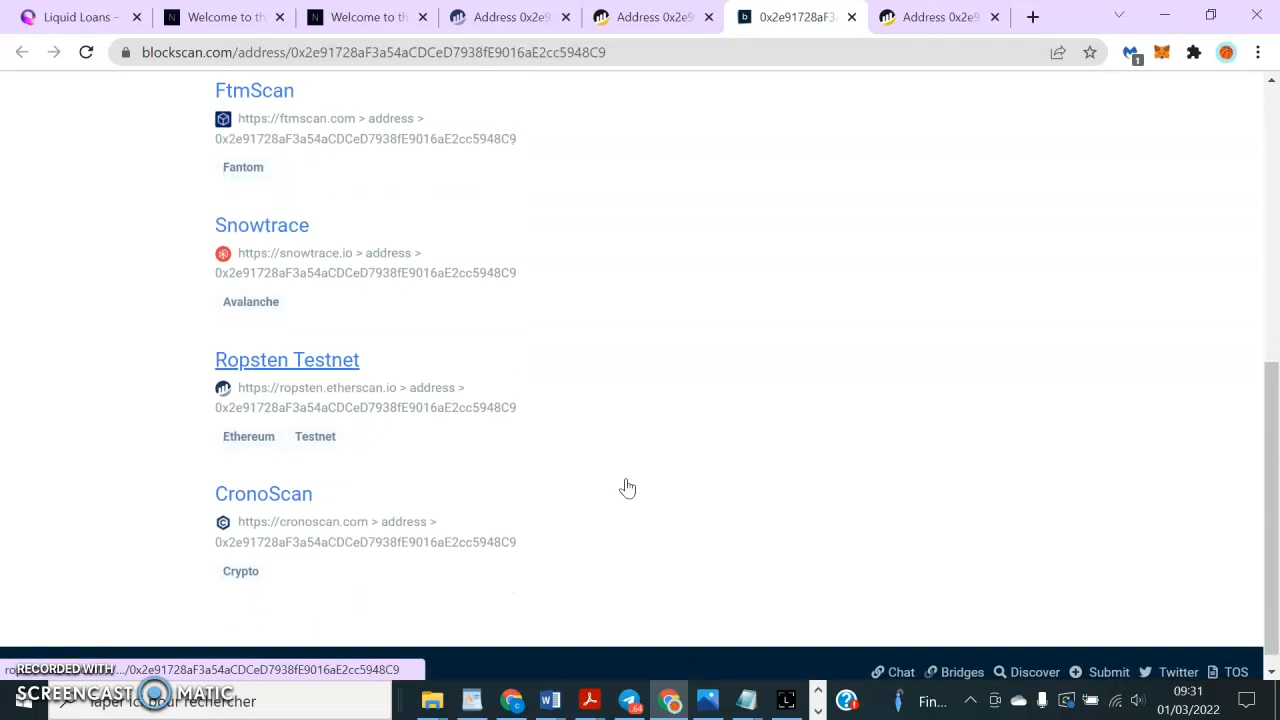 Liquid Loans –
Welcome to th
Welcome to th
Address 0x2e9
Address 0x2e9
0x2e91728aF3
Address 0x2e9
blockscan.com/address/0x2e91728aF3a54aCDCeD7938fE9016aE2cc5948C9
1
FtmScan
https://ftmscan.com > address >
0x2e91728aF3a54aCDCeD7938fE9016aE2cc5948C9
Fantom
Snowtrace
https://snowtrace.io > address >
0x2e91728aF3a54aCDCeD7938fE9016aE2cc5948C9
Avalanche
Ropsten Testnet
https://ropsten.etherscan.io > address >
0x2e91728aF3a54aCDCeD7938fE9016aE2cc5948C9
Ethereum Testnet
CronoScan
https://cronoscan.com > address >
0x2e91728aF3a54aCDCeD7938fE9016aE2cc5948C9
Crypto
/0x2e91728aF3a54aCDCeD7938fE9016aE2cc5948C9
Chat Bridges Discover Submit Twitter TOS
RECORDED WITH
SCREENCAST MATIC
Taper ici pour rechercher
Fin...
09:31
01/03/2022